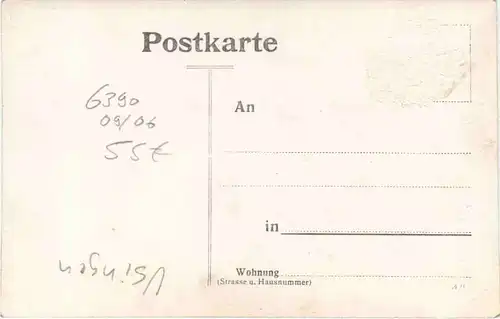 Postkarte
6390
09/06
55€
An
in
Wohnung
(Strasse u. Hausnummer)
Usingen